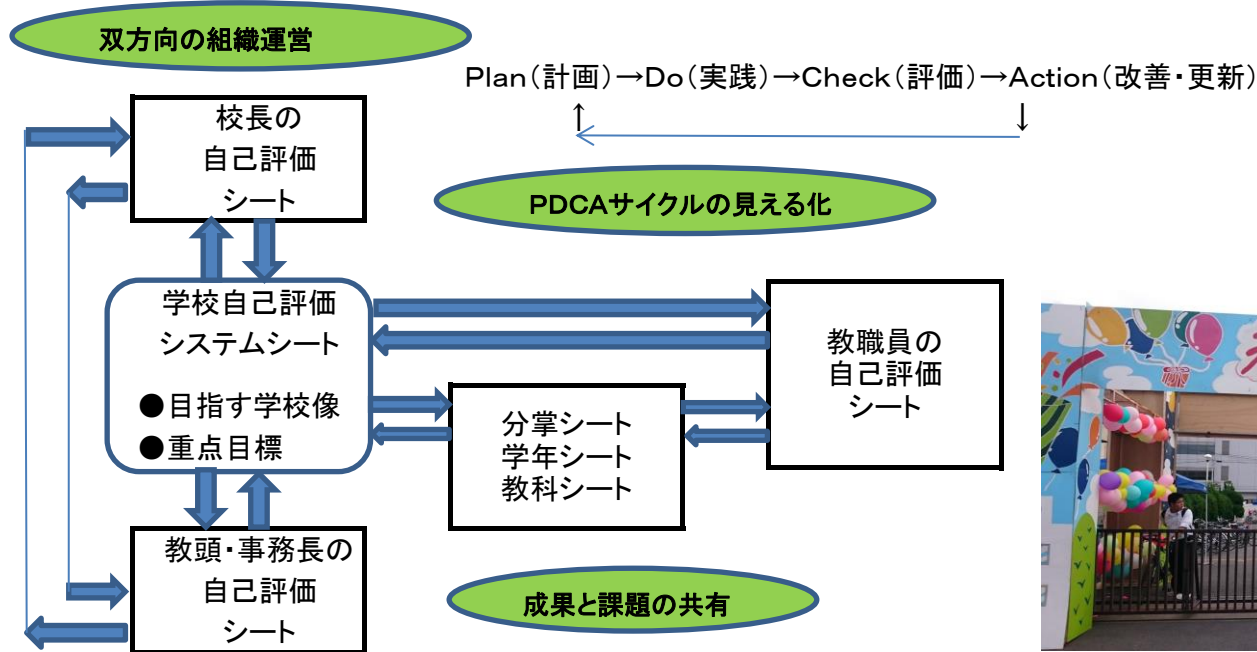 双方向の組織運営
Plan(計画)→Do(実践)→Check(評価)→Action(改善・更新)
↑
↓
校長の
自己評価
シート
PDCAサイクルの見える化
学校自己評価
システムシート
●目指す学校像
●重点目標
教職員の
自己評価
シート
分掌シート
学年シート
教科シート
教頭・事務長の
自己評価
シート
成果と課題の共有